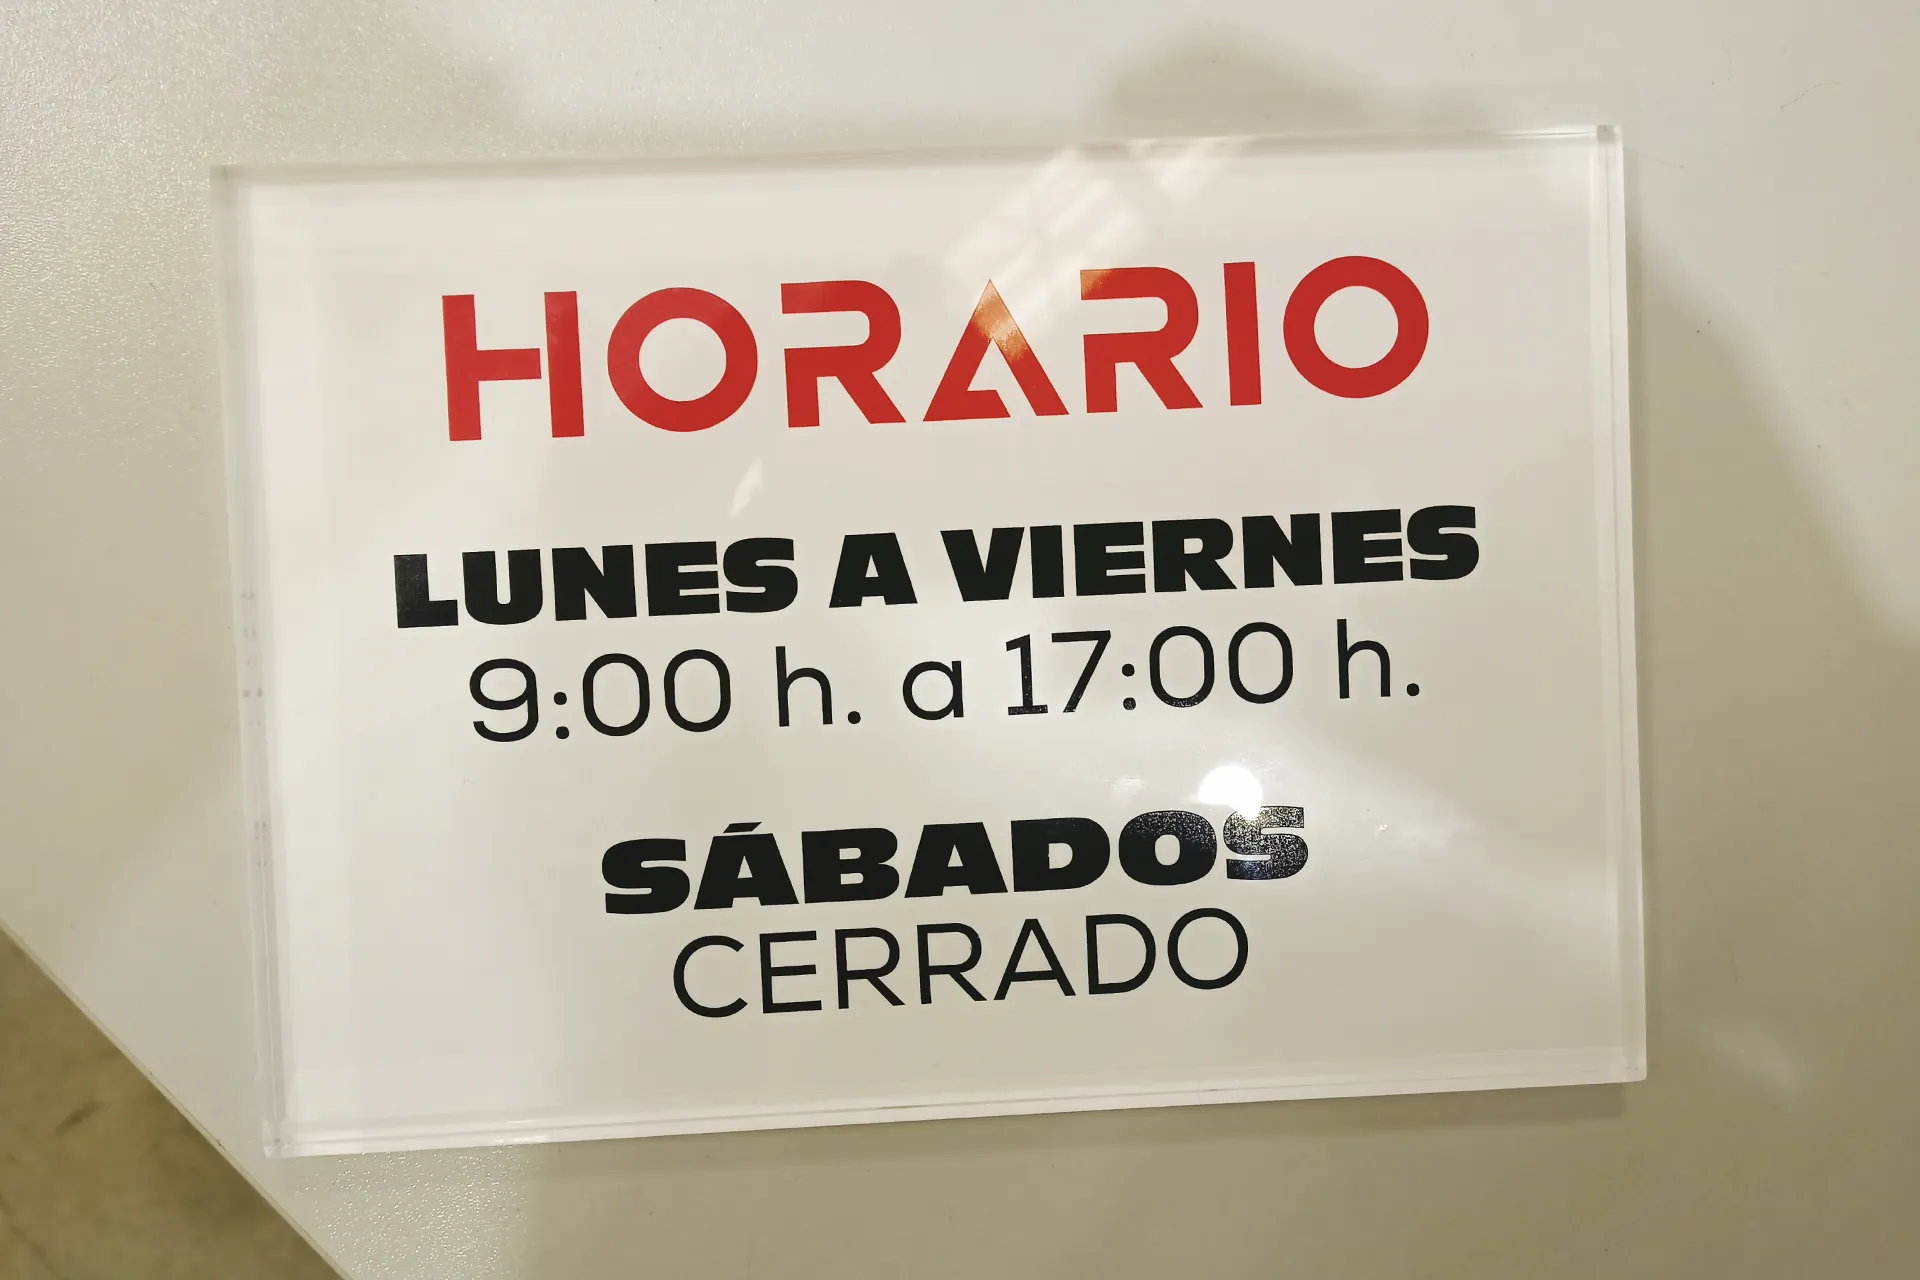 HORARIO
LUNES A VIERNES
9:00 h. a 17:00 h.
SÁBADOS
CERRADO